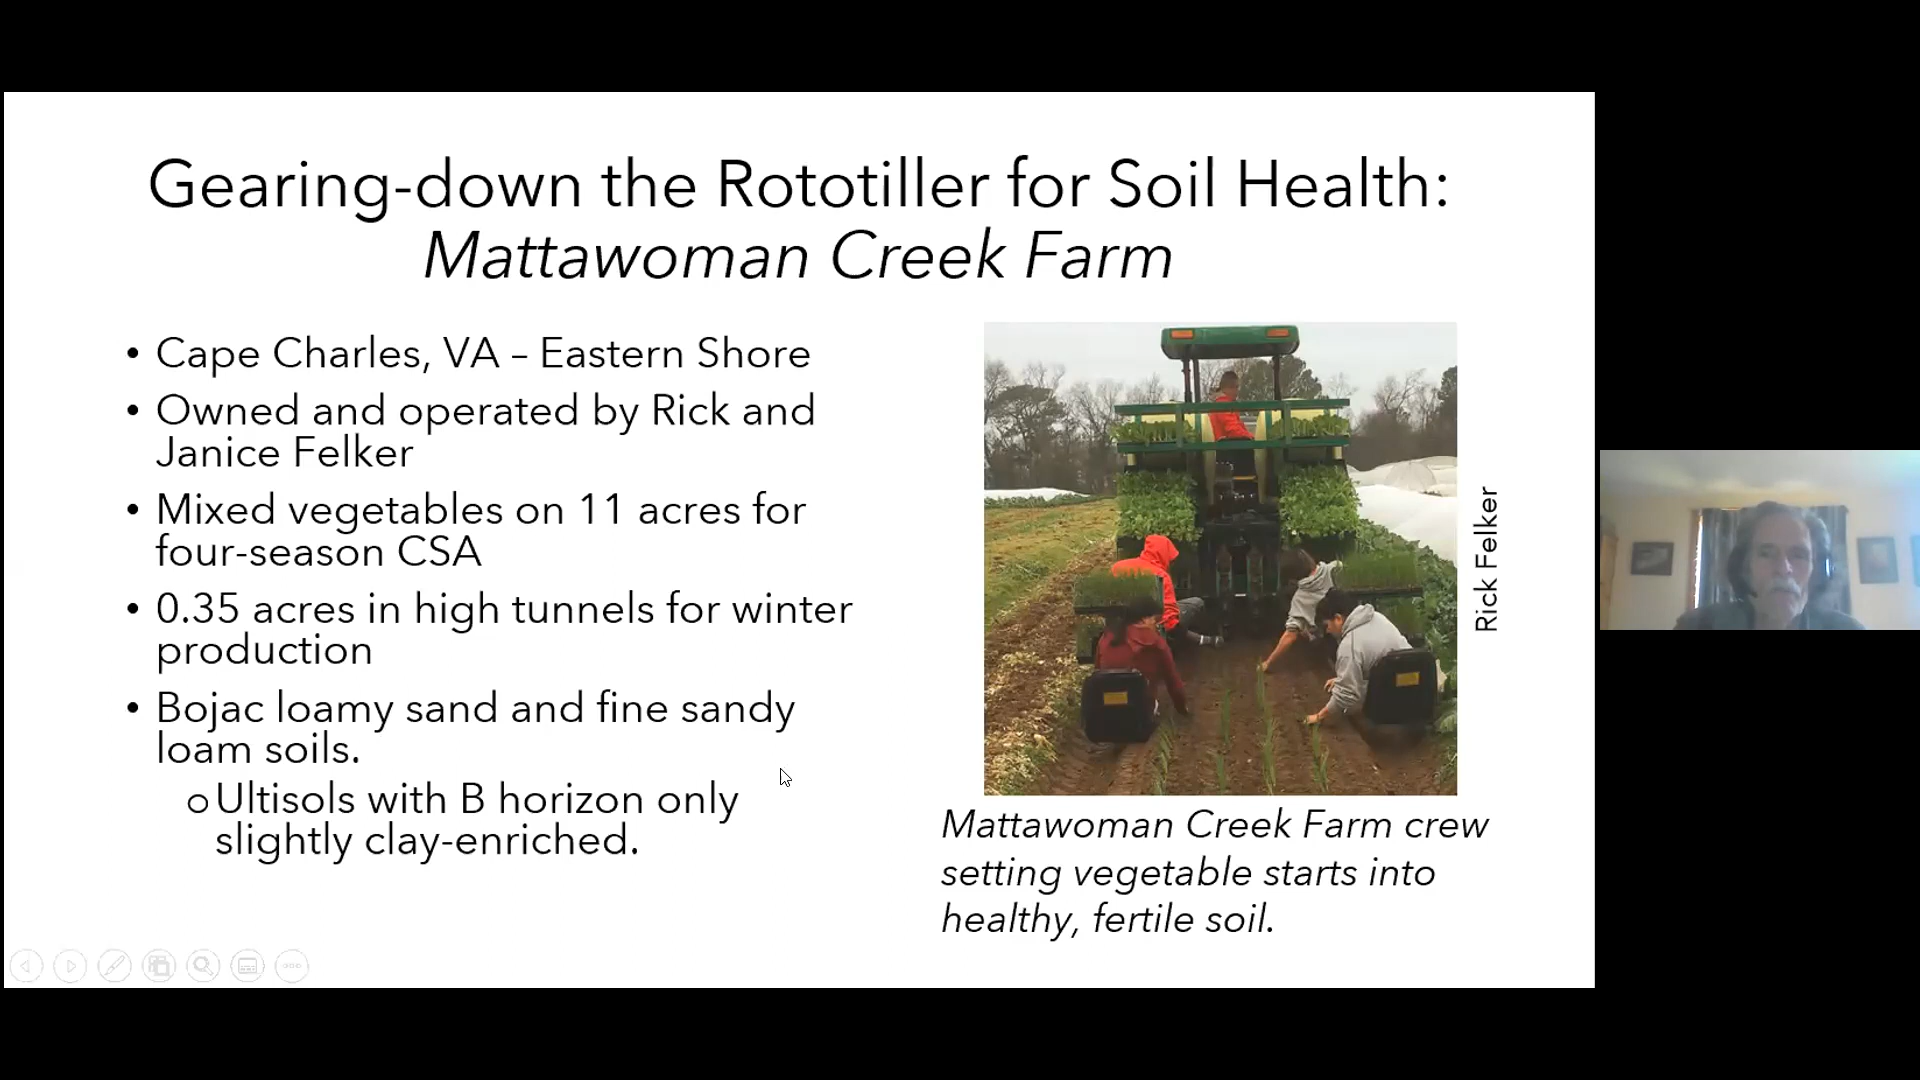 Gearing-down the Rototiller for Soil Health:
Mattawoman Creek Farm
• Cape Charles, VA – Eastern Shore
• Owned and operated by Rick and
Janice Felker
• Mixed vegetables on 11 acres for
four-season CSA
• 0.35 acres in high tunnels for winter
production
• Bojac loamy sand and fine sandy
loam soils.
o Ultisols with B horizon only
slightly clay-enriched.
Rick Felker
Mattawoman Creek Farm crew
setting vegetable starts into
healthy, fertile soil.